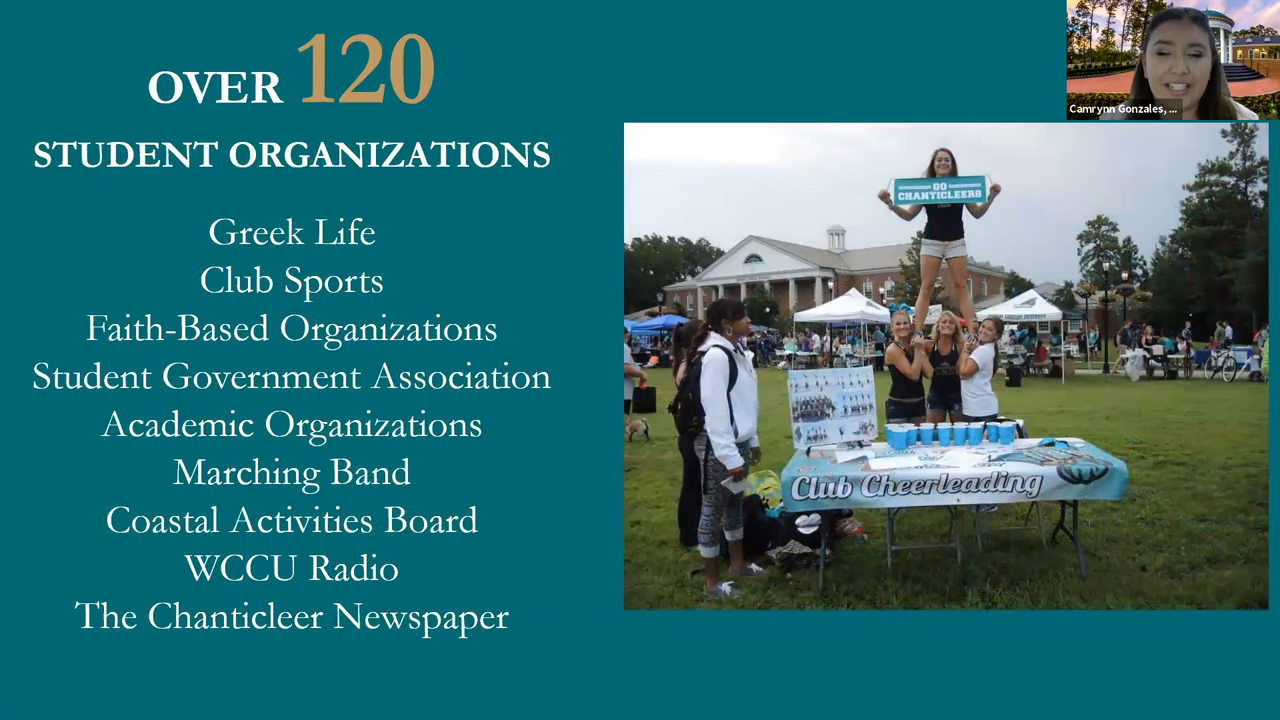 OVER 120
STUDENT ORGANIZATIONS
Greek Life
Club Sports
Faith-Based Organizations
Student Government Association
Academic Organizations
Marching Band
Coastal Activities Board
WCCU Radio
The Chanticleer Newspaper
Camrynn Gonzales, ...
GO
CHANTICLEERS
Club Cheerleading